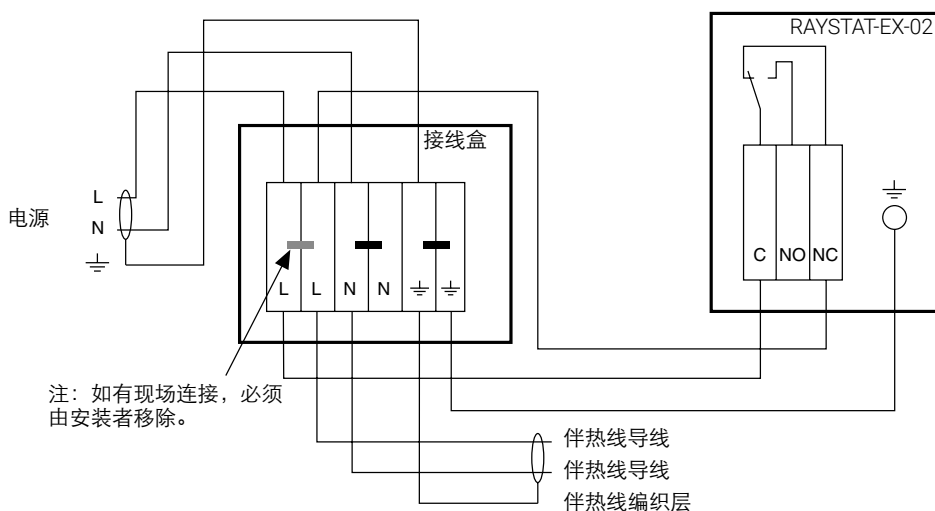 RAYSTAT-EX-02
接线盒
电源
L
N
C NO NC
L L N N
注：如有现场连接，必须
由安装者移除。
伴热线导线
伴热线导线
伴热线编织层